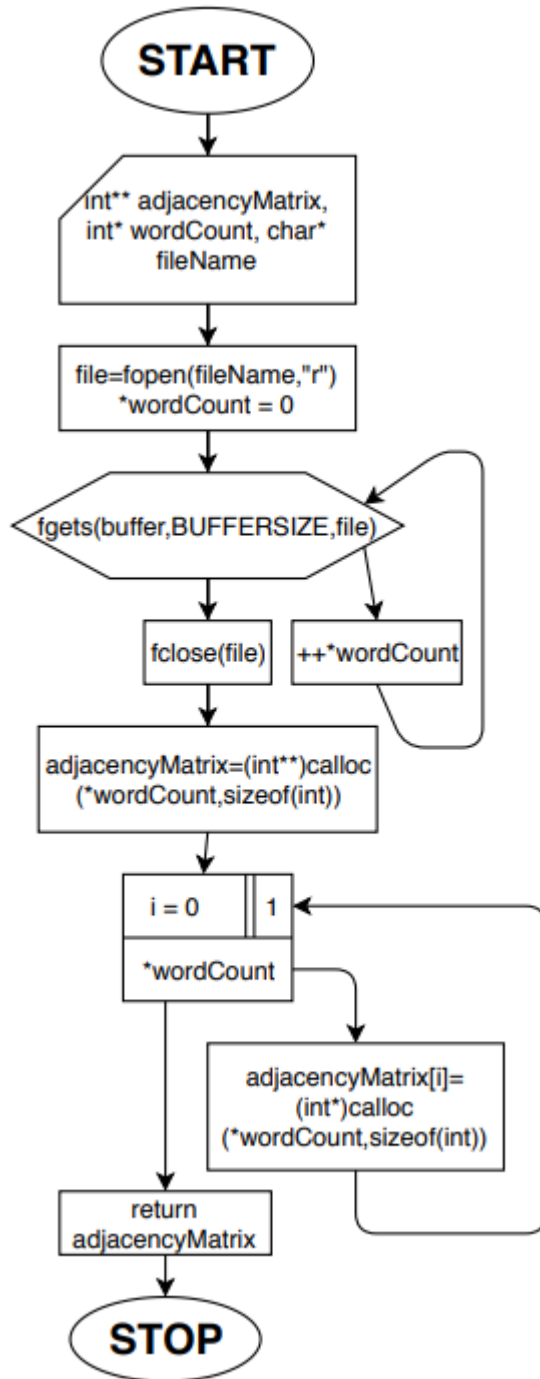 START
int** adjacencyMatrix,
int* wordCount, char*
fileName
file=fopen(fileName,"r")
*wordCount = 0
fgets(buffer,BUFFERSIZE,file)
fclose(file)
++*wordCount
adjacencyMatrix=(int**)calloc
(*wordCount,sizeof(int))
i = 0
1
*wordCount
adjacencyMatrix[i]=
(int*)calloc
(*wordCount,sizeof(int))
return
adjacencyMatrix
STOP